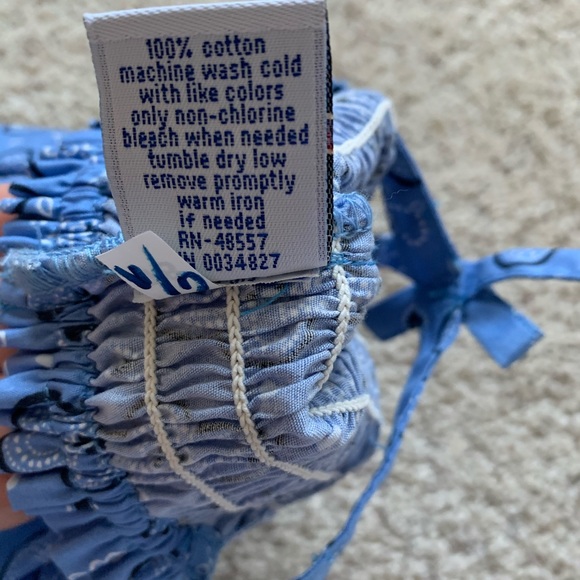 100% cotton
machine wash cold
with like colors
only non-chlorine
bleach when needed
tumble dry low
remove promptly
warm iron
if needed
RN-48557
0034827